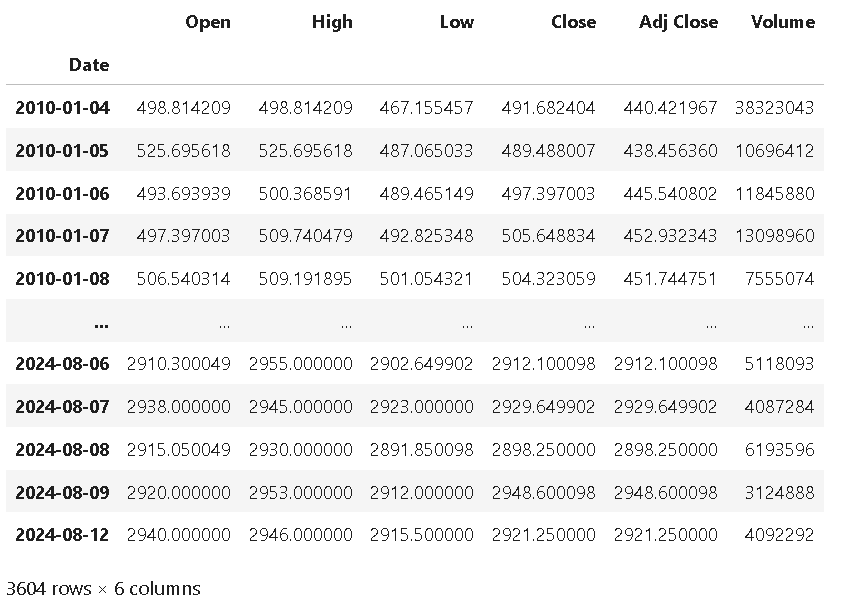 Open High Low Close Adj Close Volume
Date
2010-01-04 498.814209 498.814209 467.155457 491.682404 440.421967 38323043
2010-01-05 525.695618 525.695618 487.065033 489.488007 438.456360 10696412
2010-01-06 493.693939 500.368591 489.465149 497.397003 445.540802 11845880
2010-01-07 497.397003 509.740479 492.825348 505.648834 452.932343 13098960
2010-01-08 506.540314 509.191895 501.054321 504.323059 451.744751 7555074
... ... ... ... ... ... ...
2024-08-06 2910.300049 2955.000000 2902.649902 2912.100098 2912.100098 5118093
2024-08-07 2938.000000 2945.000000 2923.000000 2929.649902 2929.649902 4087284
2024-08-08 2915.050049 2930.000000 2891.850098 2898.250000 2898.250000 6193596
2024-08-09 2920.000000 2953.000000 2912.000000 2948.600098 2948.600098 3124888
2024-08-12 2940.000000 2946.000000 2915.500000 2921.250000 2921.250000 4092292
3604 rows × 6 columns